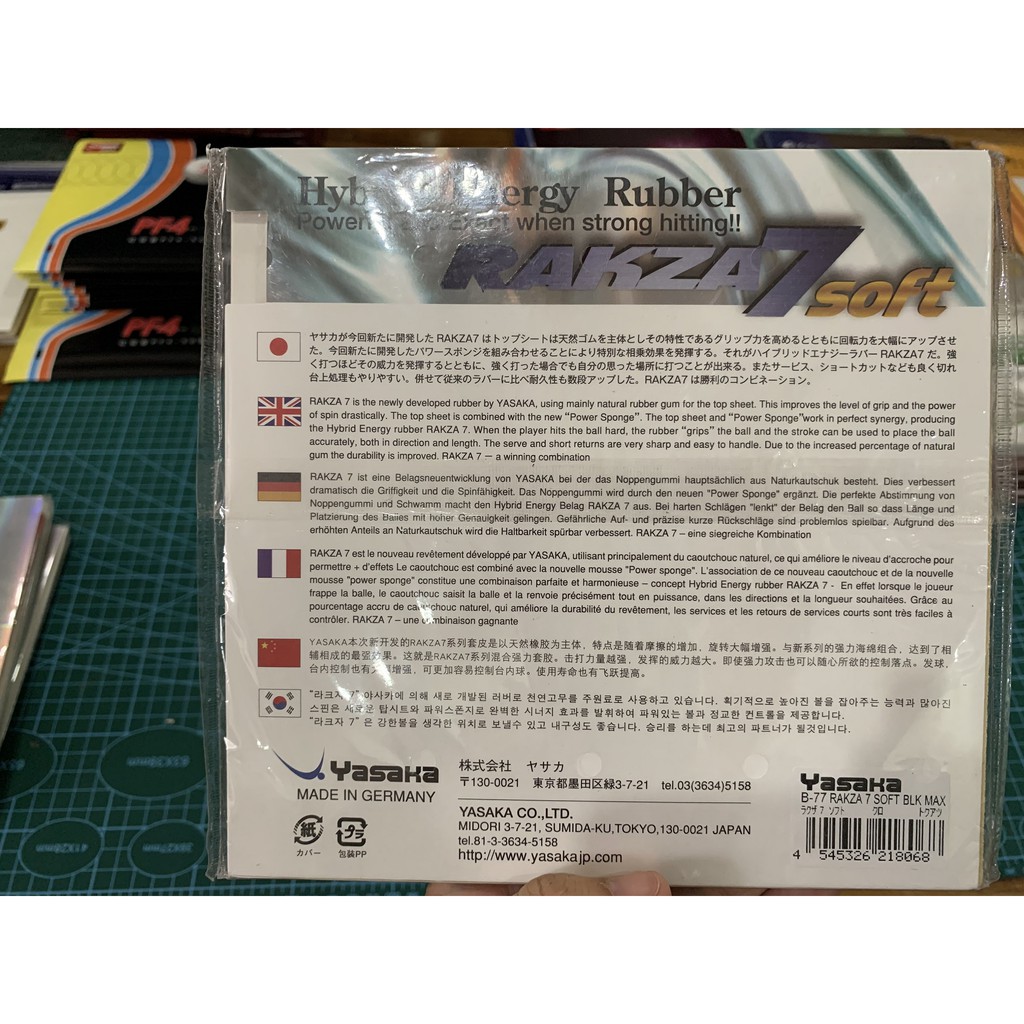 PF4
PF4
Hyb Energy Rubber
Power and Exact when strong hitting!!
RAKZA7
soft
ヤサカが今回新たに開発した RAKZA7 はトップシートは天然ゴムを主体としその特性であるグリップ力を高めるとともに回転力を大幅にアップさせ
た。今回新たに開発したパワースポンジを組み合わせることにより特別な相乗効果を発揮する。それがハイブリッドエナジーラバー RAKZA7 だ。強
く打つほどその威力を発揮するとともに、強く打った場合でも自分の思った場所に打つことが出来る。またサービス、ショートカットなども良く切れ
台上処理もやりやすい。併せて従来のラバーに比べ耐久性も数段アップした。RAKZA7 は勝利のコンビネーション。
RAKZA 7 is the newly developed rubber by YASAKA, using mainly natural rubber gum for the top sheet. This improves the level of grip and the power
of spin drastically. The top sheet is combined with the new “Power Sponge”. The top sheet and “Power Sponge”work in perfect synergy, producing
the Hybrid Energy rubber RAKZA 7. When the player hits the ball hard, the rubber “grips” the ball and the stroke can be used to place the ball
accurately, both in direction and length. The serve and short returns are very sharp and easy to handle. Due to the increased percentage of natural
gum the durability is improved. RAKZA 7 – a winning combination
RAKZA 7 ist eine Belagsneuentwicklung von YASAKA bei der das Noppengummi hauptsächlich aus Naturkautschuk besteht. Dies verbessert
dramatisch die Griffigkeit und die Spinfähigkeit. Das Noppengummi wird durch den neuen "Power Sponge" ergänzt. Die perfekte Abstimmung von
Noppengummi und Schwamm macht den Hybrid Energy Belag RAKZA 7 aus. Bei harten Schlägen "lenkt" der Belag den Ball so dass Länge und
Platzierung des Balles mit hoher Genauigkeit gelingen. Gefährliche Auf- und präzise kurze Rückschläge sind problemlos spielbar. Aufgrund des
erhöhten Anteils an Naturkautschuk wird die Haltbarkeit spürbar verbessert. RAKZA 7 – eine siegreiche Kombination
RAKZA 7 est le nouveau revêtement développé par YASAKA, utilisant principalement du caoutchouc naturel, ce qui améliore le niveau d'accroche pour
permettre + d'effets Le caoutchouc est combiné avec la nouvelle mousse "Power sponge". L'association de ce nouveau caoutchouc et de la nouvelle
mousse "power sponge" constitue une combinaison parfaite et harmonieuse – concept Hybrid Energy rubber RAKZA 7 - En effet lorsque le joueur
frappe la balle, le caoutchouc saisit la balle et la renvoie précisément tout en puissance, dans les directions et la longueur souhaitées. Grâce au
pourcentage accru de caoutchouc naturel, qui améliore la durabilité du revêtement, les services et les retours de services courts sont très faciles à
contrôler. RAKZA 7 – une combinaison gagnante
YASAKA本次新开发的RAKZA7系列套皮是以天然橡胶为主体，特点是随着摩擦的增加，旋转大幅增强。与新系列的强力海绵组合，达到了相
辅相成的最强效果。这就是RAKZA7系列混合强力套胶。击打力量越强，发挥的威力越大。即使强力攻击也可以随心所欲的控制落点。发球，
台内控制也有大幅增强，可更加容易控制台内球。使用寿命也有飞跃提高。
“라크자 7” 야사카에 의해 새로 개발된 러버로 천연고무를 주원료로 사용하고 있습니다. 획기적으로 높아진 볼을 잡아주는 능력과 많아진
스핀은 새로운 탑시트와 파워스폰지로 완벽한 시너지 효과를 발휘하여 파워있는 볼과 정교한 컨트롤을 제공합니다.
“라크자 7” 은 강한볼을 생각한 위치로 보낼수 있고 내구성도 좋습니다. 승리를 하는데 최고의 파트너가 될것입니다.
Yasaka
MADE IN GERMANY
紙
カバー
プラ
包装PP
株式会社 ヤサカ
〒130-0021 東京都墨田区緑3-7-21 tel.03(3634)5158
YASAKA CO.,LTD.
MIDORI 3-7-21, SUMIDA-KU,TOKYO,130-0021 JAPAN
tel.81-3-3634-5158
http://www.yasakajp.com
Yasaka
B-77 RAKZA 7 SOFT BLK MAX
ラクザ 7 ソフト クロ トクアツ
4 545326 218068
41X28mm